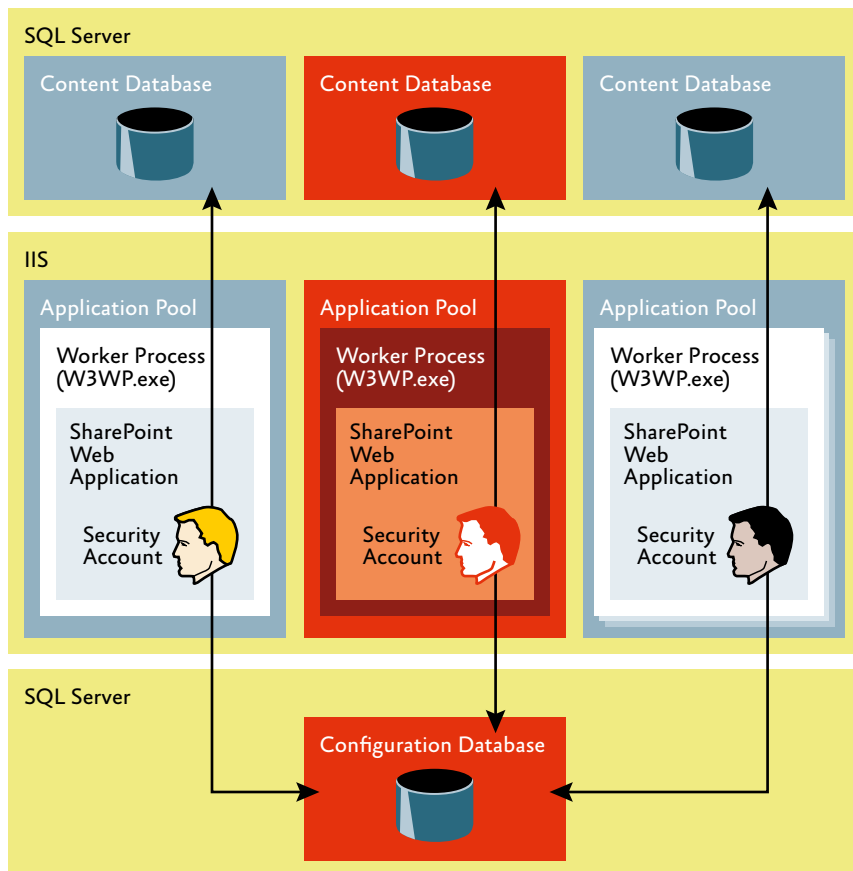 SQL Server
Content Database
Content Database
Content Database
IIS
Application Pool
Worker Process
(W3WP.exe)
SharePoint
Web
Application
Security
Account
Application Pool
Worker Process
(W3WP.exe)
SharePoint
Web
Application
Security
Account
Application Pool
Worker Process
(W3WP.exe)
SharePoint
Web
Application
Security
Account
SQL Server
Configuration Database